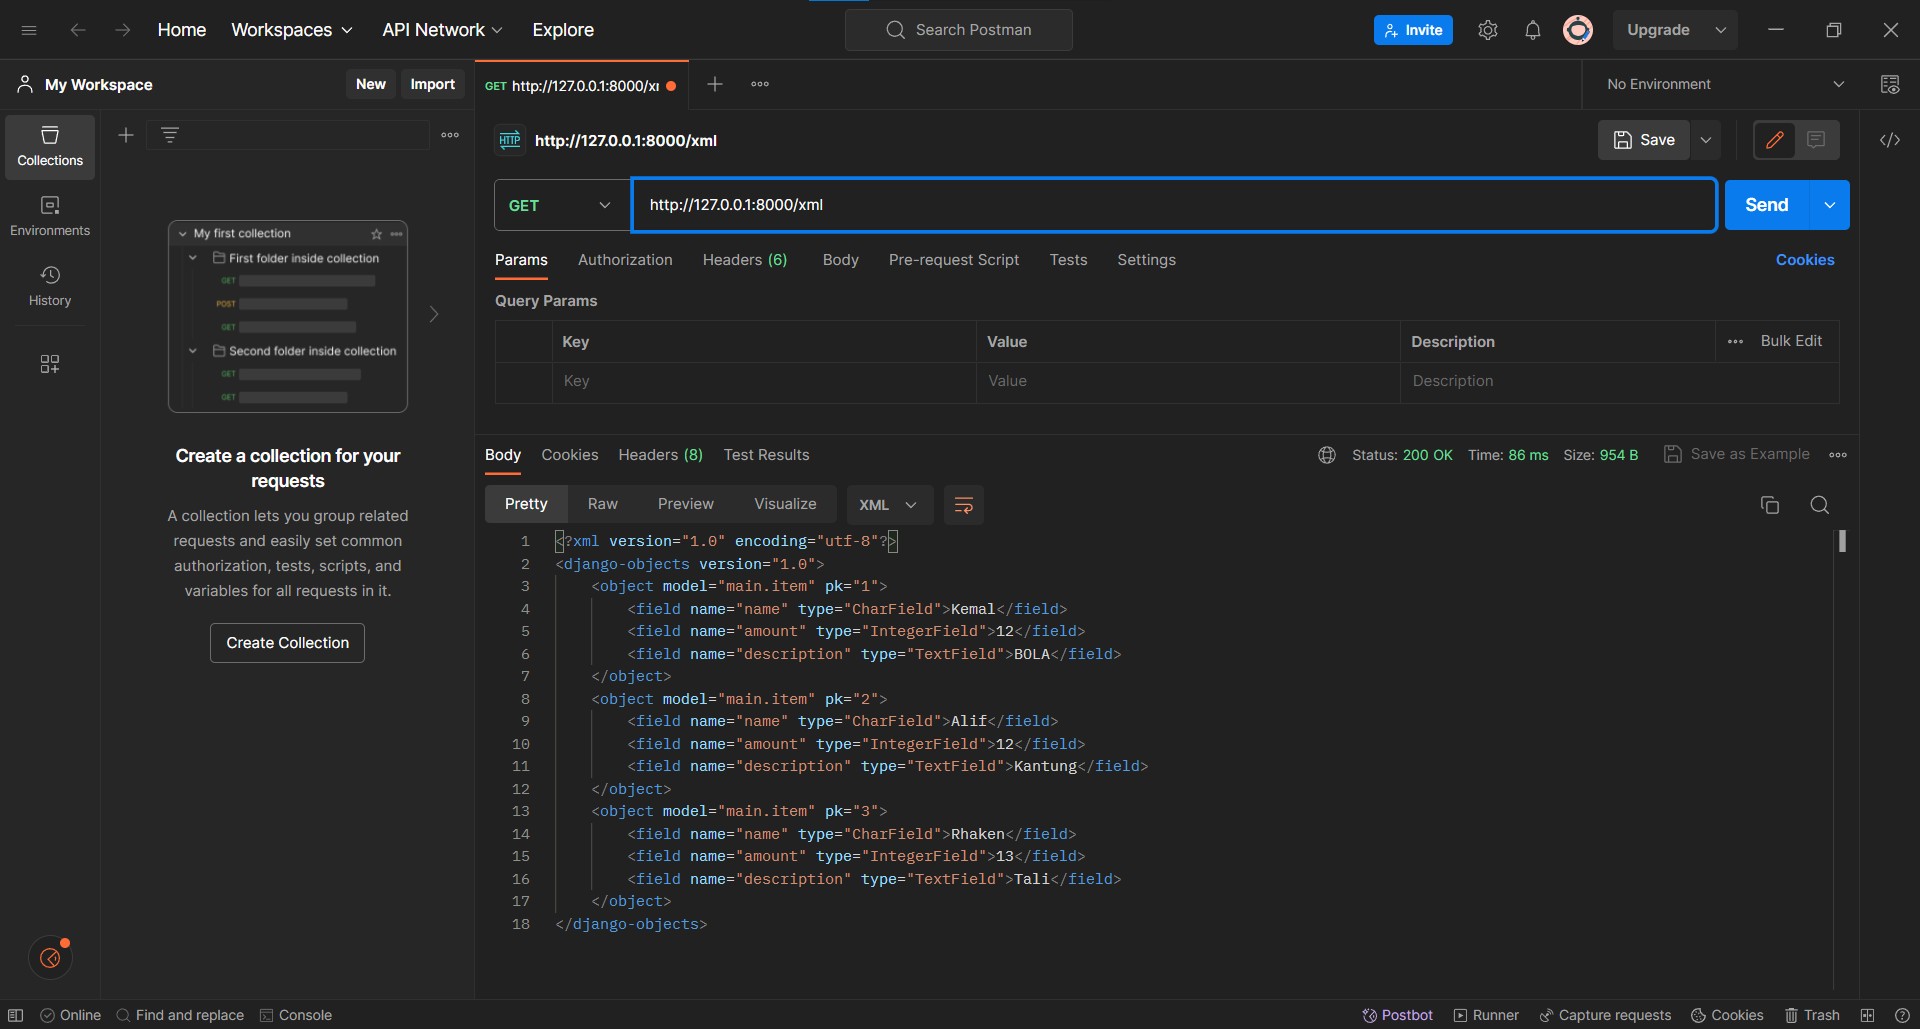 Home Workspaces API Network Explore Search Postman Invite Upgrade
My Workspace New Import GET http://127.0.0.1:8000/xr No Environment
Collections
Environments
History
My first collection
First folder inside collection
GET
POST
GET
Second folder inside collection
GET
GET
Create a collection for your
requests
A collection lets you group related
requests and easily set common
authorization, tests, scripts, and
variables for all requests in it.
Create Collection
HTTP http://127.0.0.1:8000/xml Save
GET http://127.0.0.1:8000/xml Send
Params Authorization Headers (6) Body Pre-request Script Tests Settings Cookies
Query Params
Key Value Description Bulk Edit
Key Value Description
Body Cookies Headers (8) Test Results Status: 200 OK Time: 86 ms Size: 954 B Save as Example
Pretty Raw Preview Visualize XML
1 <?xml version="1.0" encoding="utf-8"?>
2 <django-objects version="1.0">
3 <object model="main.item" pk="1">
4 <field name="name" type="CharField">Kemal</field>
5 <field name="amount" type="IntegerField">12</field>
6 <field name="description" type="TextField">BOLA</field>
7 </object>
8 <object model="main.item" pk="2">
9 <field name="name" type="CharField">Alif</field>
10 <field name="amount" type="IntegerField">12</field>
11 <field name="description" type="TextField">Kantung</field>
12 </object>
13 <object model="main.item" pk="3">
14 <field name="name" type="CharField">Rhaken</field>
15 <field name="amount" type="IntegerField">13</field>
16 <field name="description" type="TextField">Tali</field>
17 </object>
18 </django-objects>
Online Find and replace Console Postbot Runner Capture requests Cookies Trash